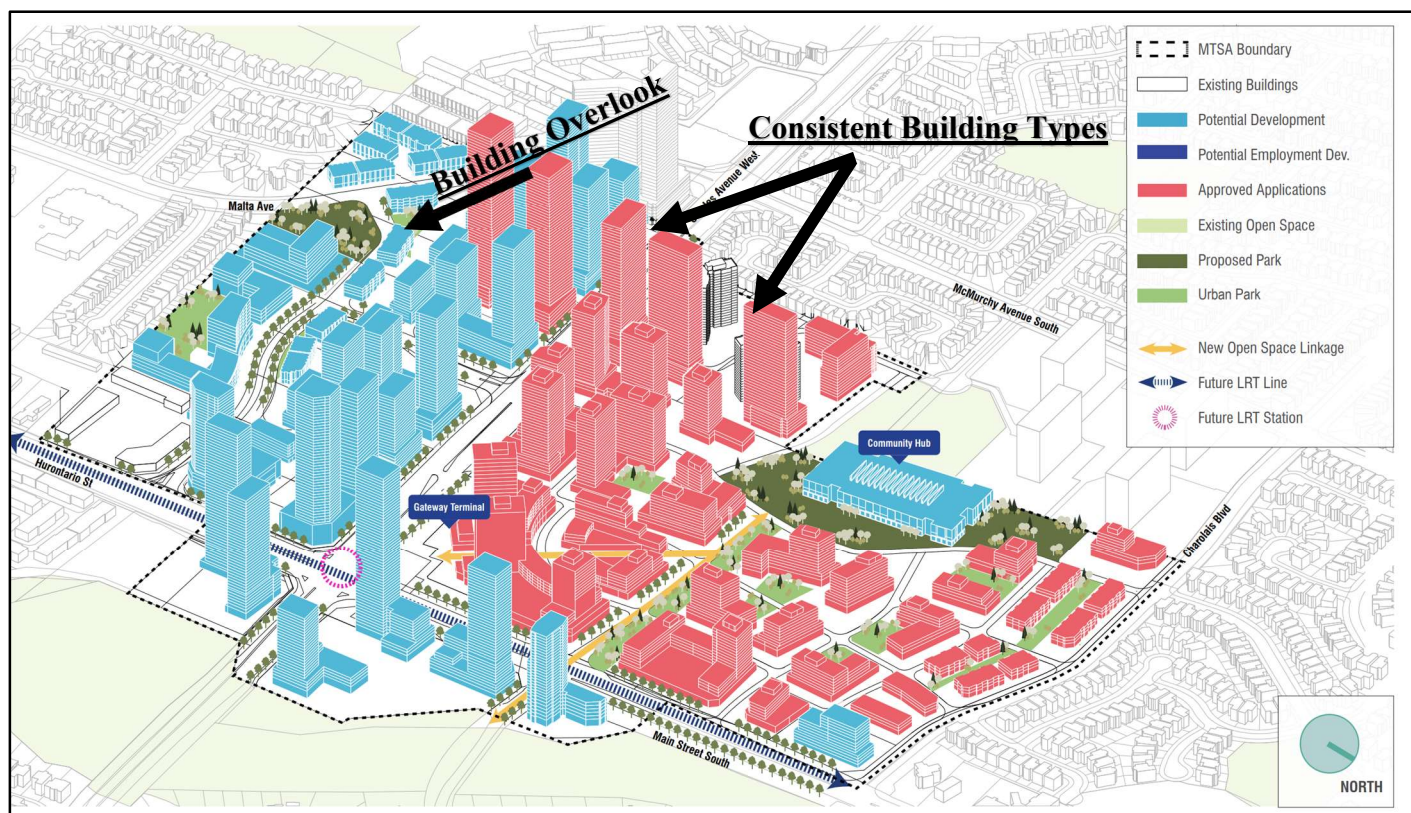 Building Overlook
Consistent Building Types
Avenue West
Malta Ave
McMurchy Avenue South
Community Hub
Hurontario St
Gateway Terminal
Charolais Blvd
Main Street South
MTSA Boundary
Existing Buildings
Potential Development
Potential Employment Dev.
Approved Applications
Existing Open Space
Proposed Park
Urban Park
New Open Space Linkage
Future LRT Line
Future LRT Station
NORTH